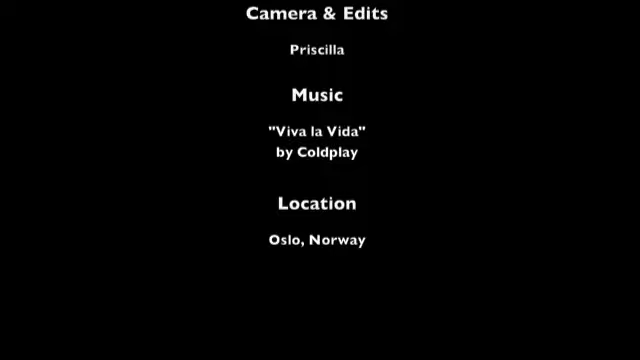 Camera & Edits
Priscilla
Music
"Viva la Vida"
by Coldplay
Location
Oslo, Norway